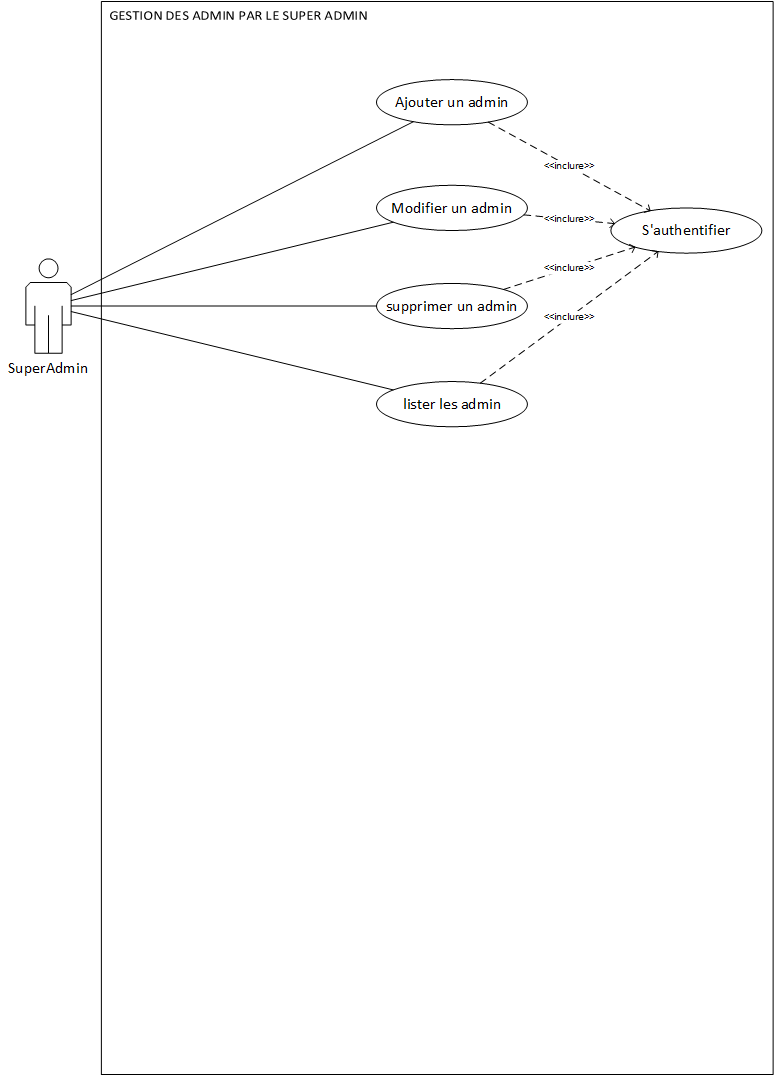 GESTION DES ADMIN PAR LE SUPER ADMIN
Ajouter un admin
<<inclure>>
Modifier un admin
<<inclure>>
S'authentifier
<<inclure>>
supprimer un admin
<<inclure>>
SuperAdmin
lister les admin